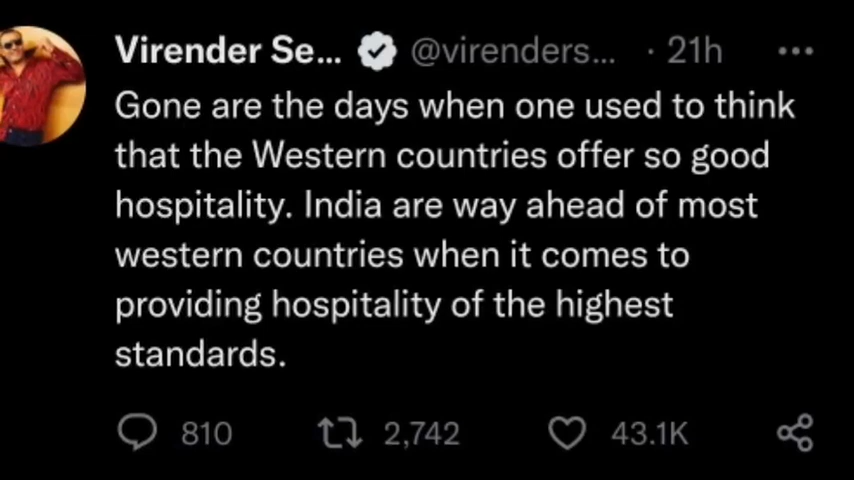 Virender Se... @virenders... · 21h
Gone are the days when one used to think
that the Western countries offer so good
hospitality. India are way ahead of most
western countries when it comes to
providing hospitality of the highest
standards.
810 2,742 43.1K